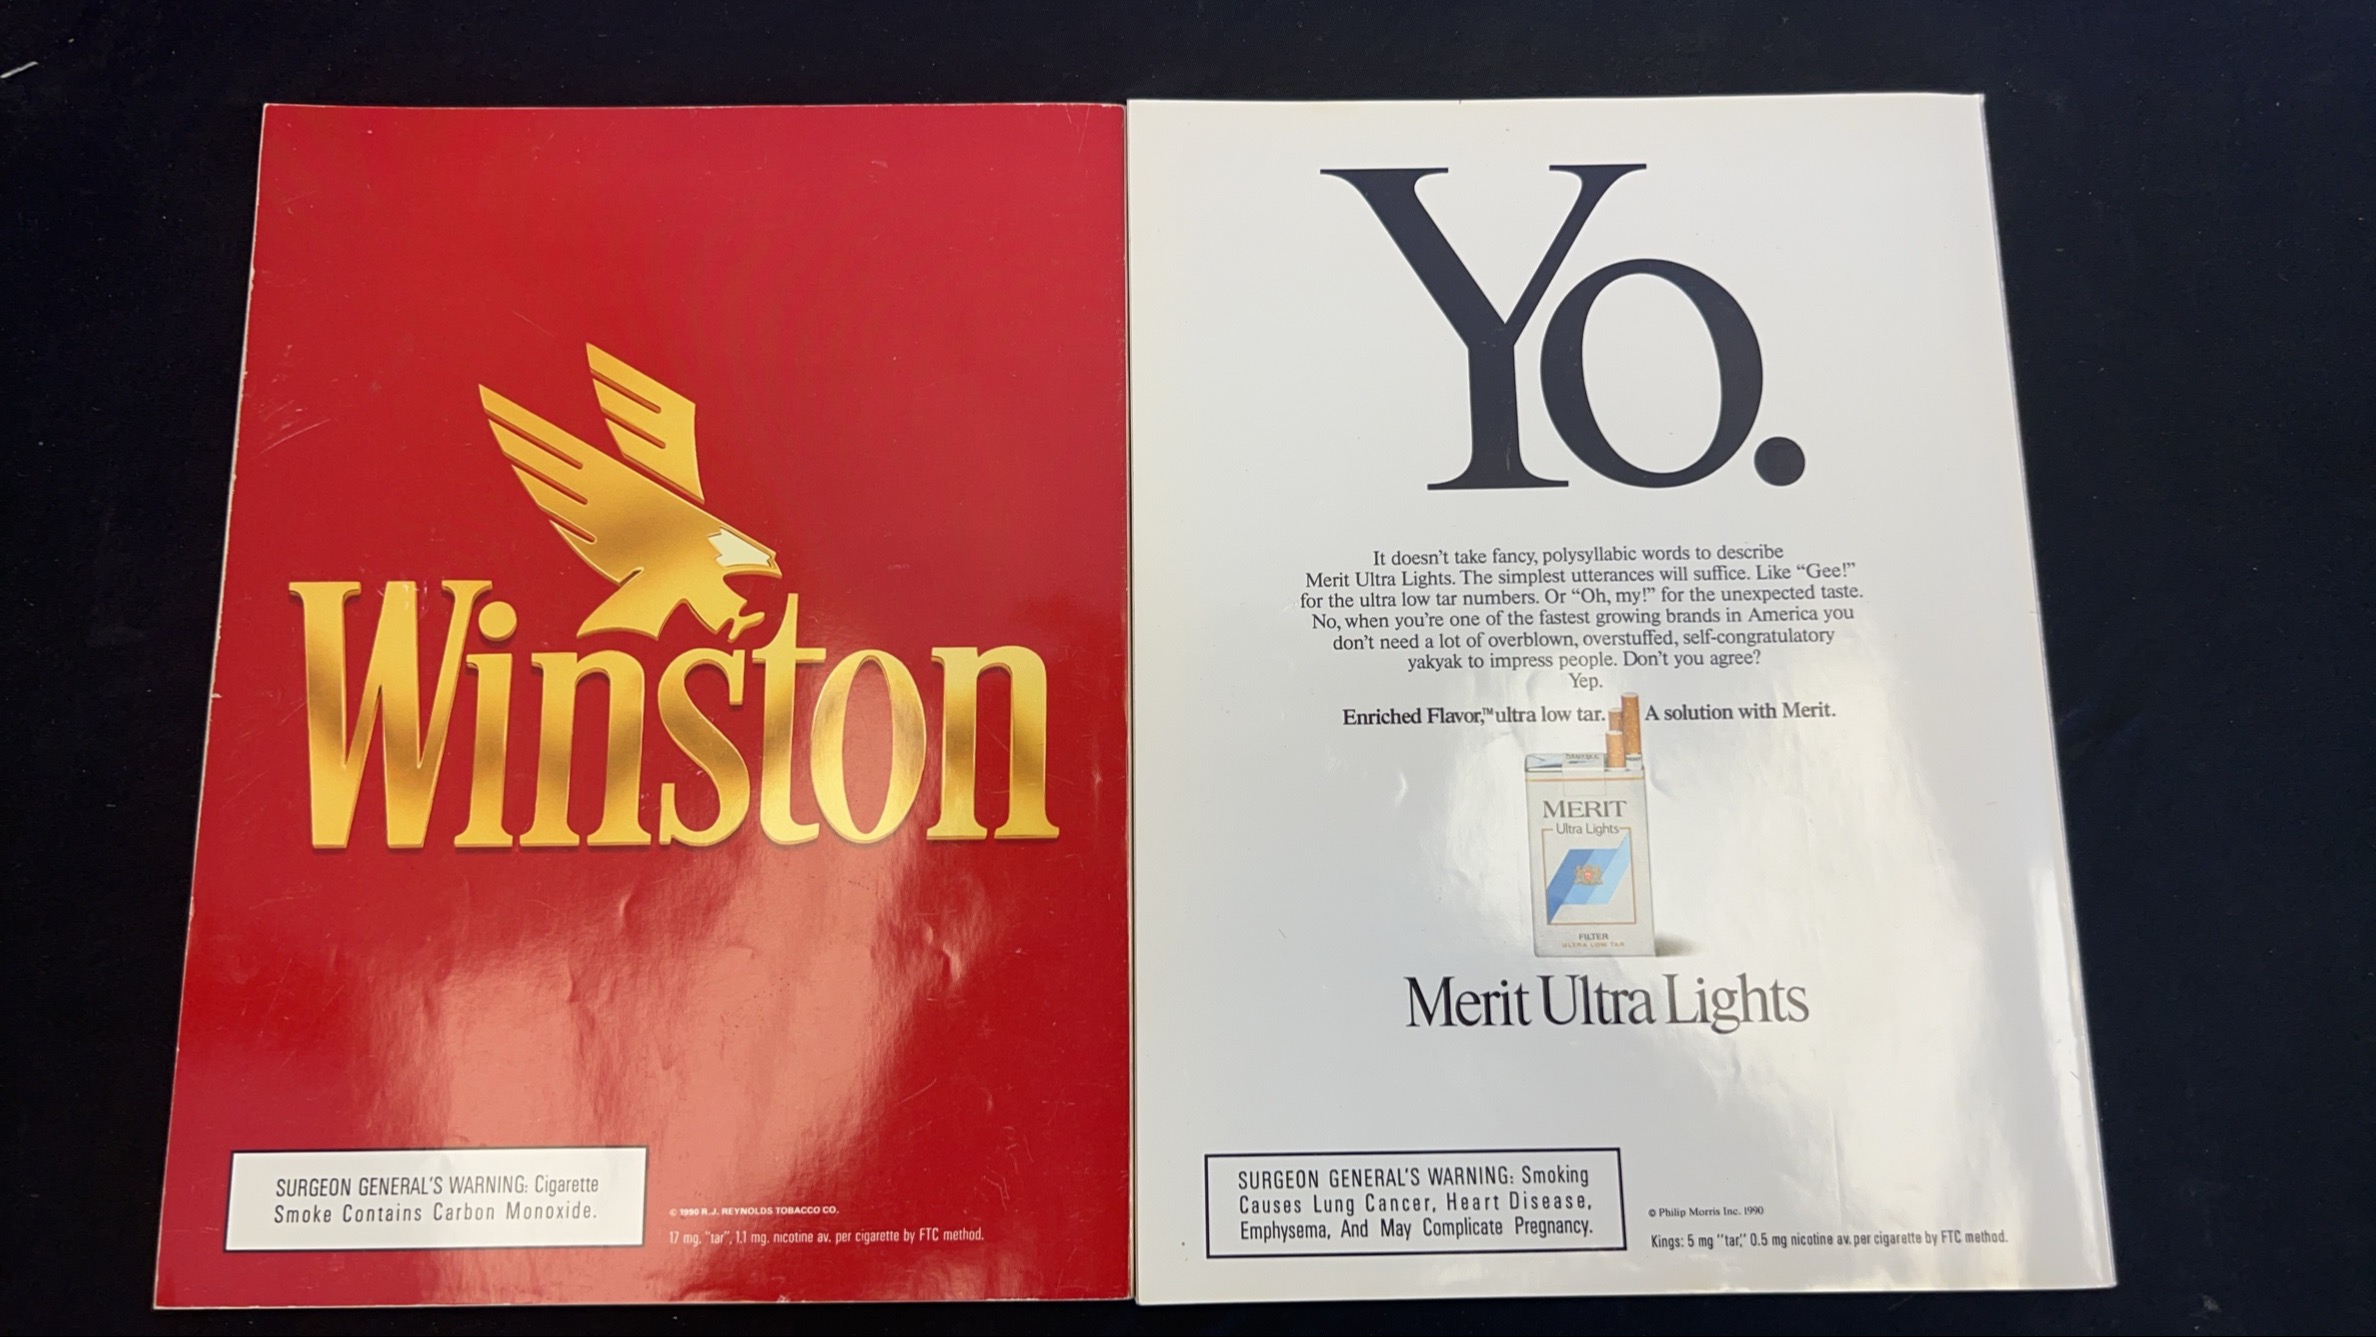 Winston
SURGEON GENERAL'S WARNING: Cigarette
Smoke Contains Carbon Monoxide.
© 1990 R.J. REYNOLDS TOBACCO CO.
17 mg. "tar", 1.1 mg. nicotine av. per cigarette by FTC method.
Yo.
It doesn't take fancy, polysyllabic words to describe
Merit Ultra Lights. The simplest utterances will suffice. Like "Gee!"
for the ultra low tar numbers. Or "Oh, my!" for the unexpected taste.
No, when you're one of the fastest growing brands in America you
don't need a lot of overblown, overstuffed, self-congratulatory
yakyak to impress people. Don't you agree?
Yep.
Enriched Flavor,™ ultra low tar. A solution with Merit.
MERIT
Ultra Lights
FILTER
ULTRA LOW TAR
Merit Ultra Lights
SURGEON GENERAL'S WARNING: Smoking
Causes Lung Cancer, Heart Disease,
Emphysema, And May Complicate Pregnancy.
© Philip Morris Inc. 1990
Kings: 5 mg "tar," 0.5 mg nicotine av. per cigarette by FTC method.